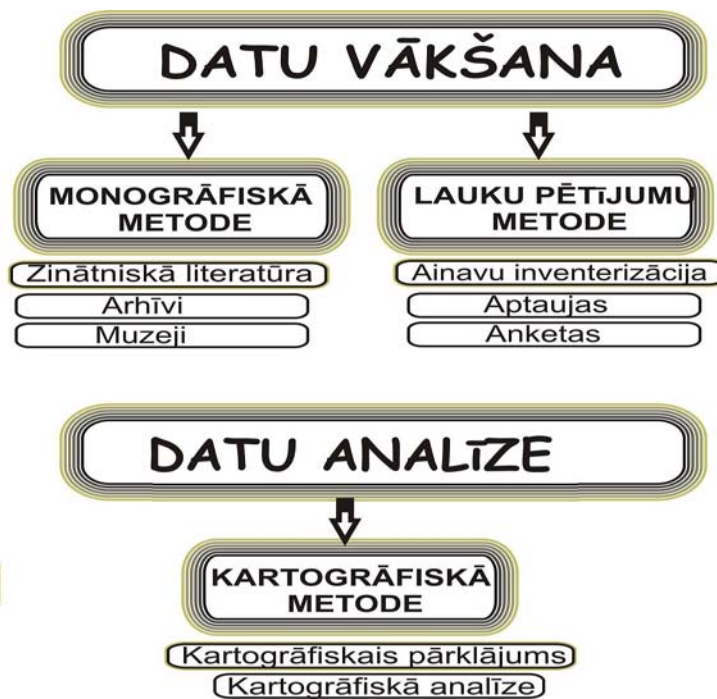 DATU VĀKŠANA
MONOGRĀFISKĀ
METODE
Zinātniskā literatūra
Arhīvi
Muzeji
LAUKU PĒTĪJUMU
METODE
Ainavu inventerizācija
Aptaujas
Anketas
DATU ANALĪZE
KARTOGRĀFISKĀ
METODE
Kartogrāfiskais pārklājums
Kartogrāfiskā analīze